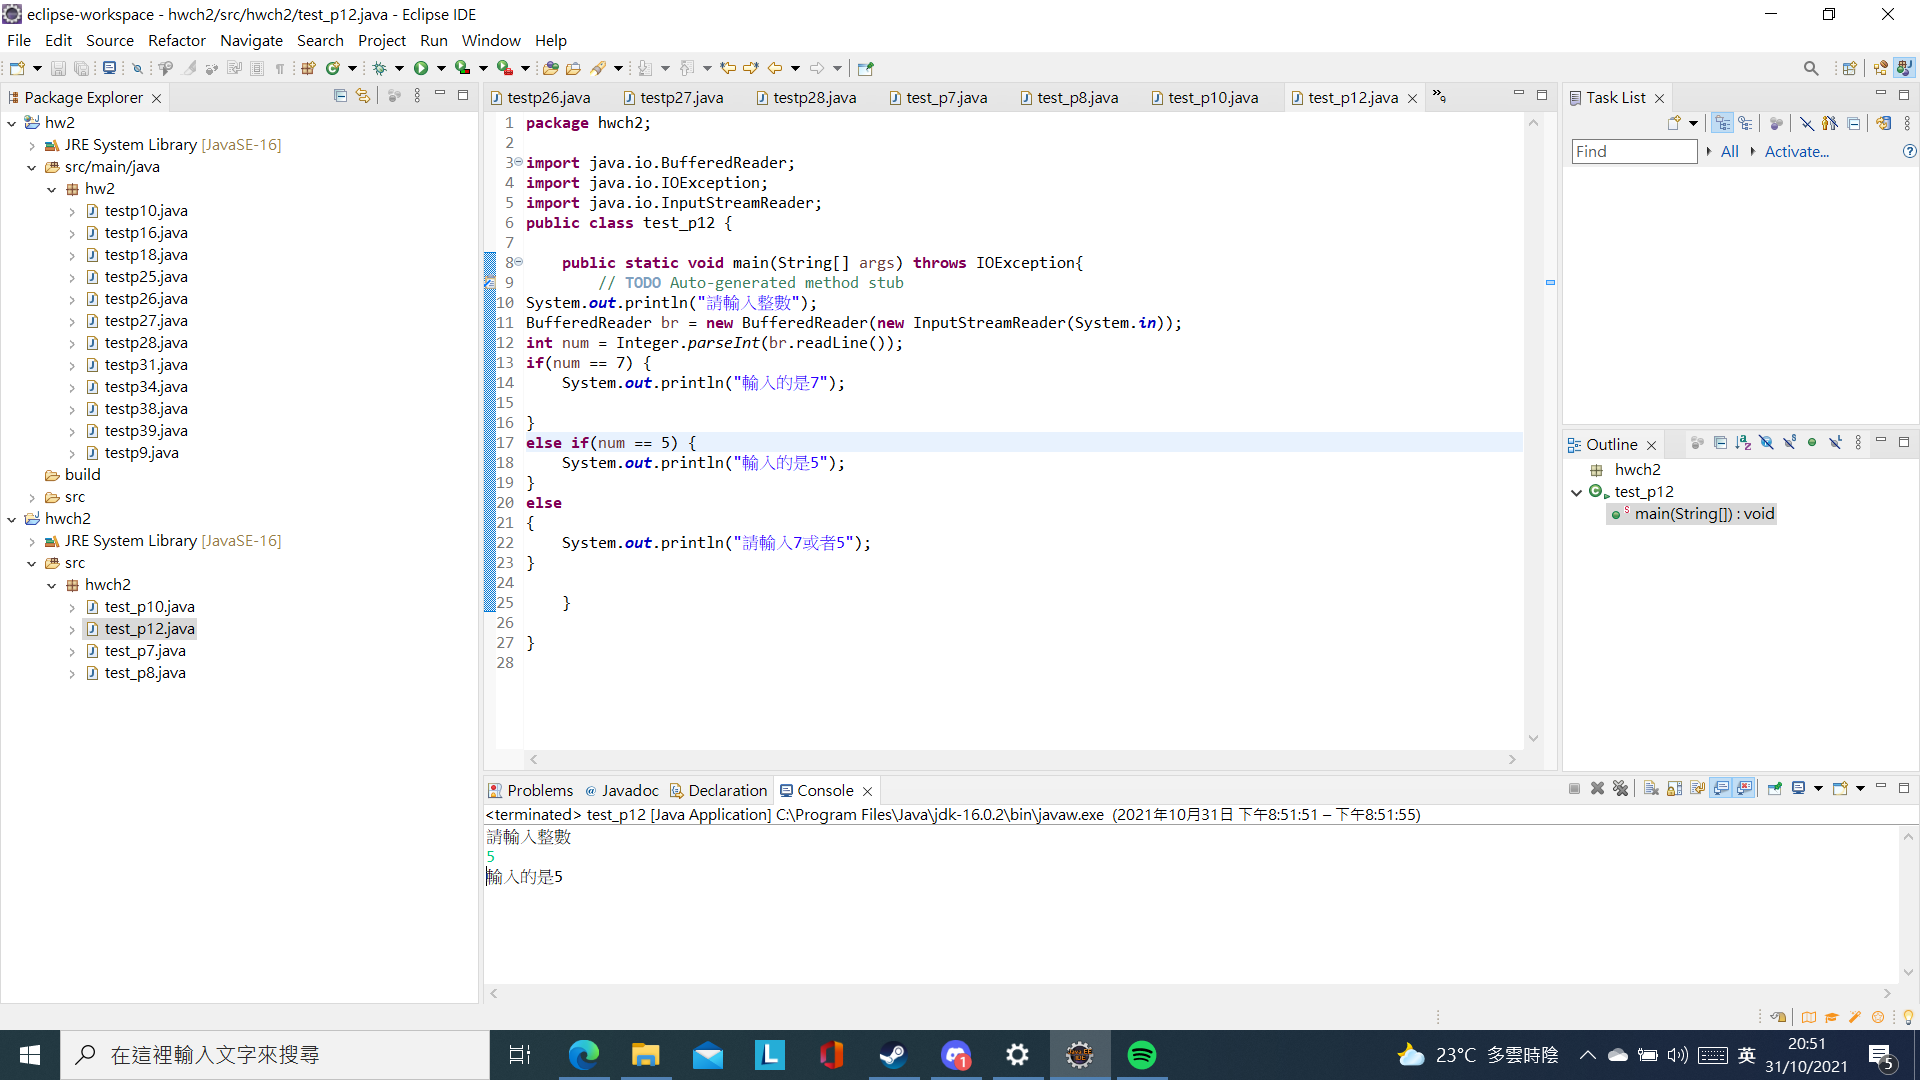 eclipse-workspace - hwch2/src/hwch2/test_p12.java - Eclipse IDE
File Edit Source Refactor Navigate Search Project Run Window Help
Package Explorer
hw2
JRE System Library [JavaSE-16]
src/main/java
hw2
testp10.java
testp16.java
testp18.java
testp25.java
testp26.java
testp27.java
testp28.java
testp31.java
testp34.java
testp38.java
testp39.java
testp9.java
build
src
hwch2
JRE System Library [JavaSE-16]
src
hwch2
test_p10.java
test_p12.java
test_p7.java
test_p8.java
testp26.java testp27.java testp28.java test_p7.java test_p8.java test_p10.java test_p12.java »9
1 package hwch2;
2
3 import java.io.BufferedReader;
4 import java.io.IOException;
5 import java.io.InputStreamReader;
6 public class test_p12 {
7
8 public static void main(String[] args) throws IOException{
9 // TODO Auto-generated method stub
10 System.out.println("請輸入整數");
11 BufferedReader br = new BufferedReader(new InputStreamReader(System.in));
12 int num = Integer.parseInt(br.readLine());
13 if(num == 7) {
14 System.out.println("輸入的是7");
15
16 }
17 else if(num == 5) {
18 System.out.println("輸入的是5");
19 }
20 else
21 {
22 System.out.println("請輸入7或者5");
23 }
24
25 }
26
27 }
28
Task List
Find All Activate...
Outline
hwch2
test_p12
main(String[]) : void
Problems Javadoc Declaration Console
<terminated> test_p12 [Java Application] C:\Program Files\Java\jdk-16.0.2\bin\javaw.exe (2021年10月31日 下午8:51:51 – 下午8:51:55)
請輸入整數
5
輸入的是5
在這裡輸入文字來搜尋
23°C 多雲時陰
英
20:51
31/10/2021
5
1